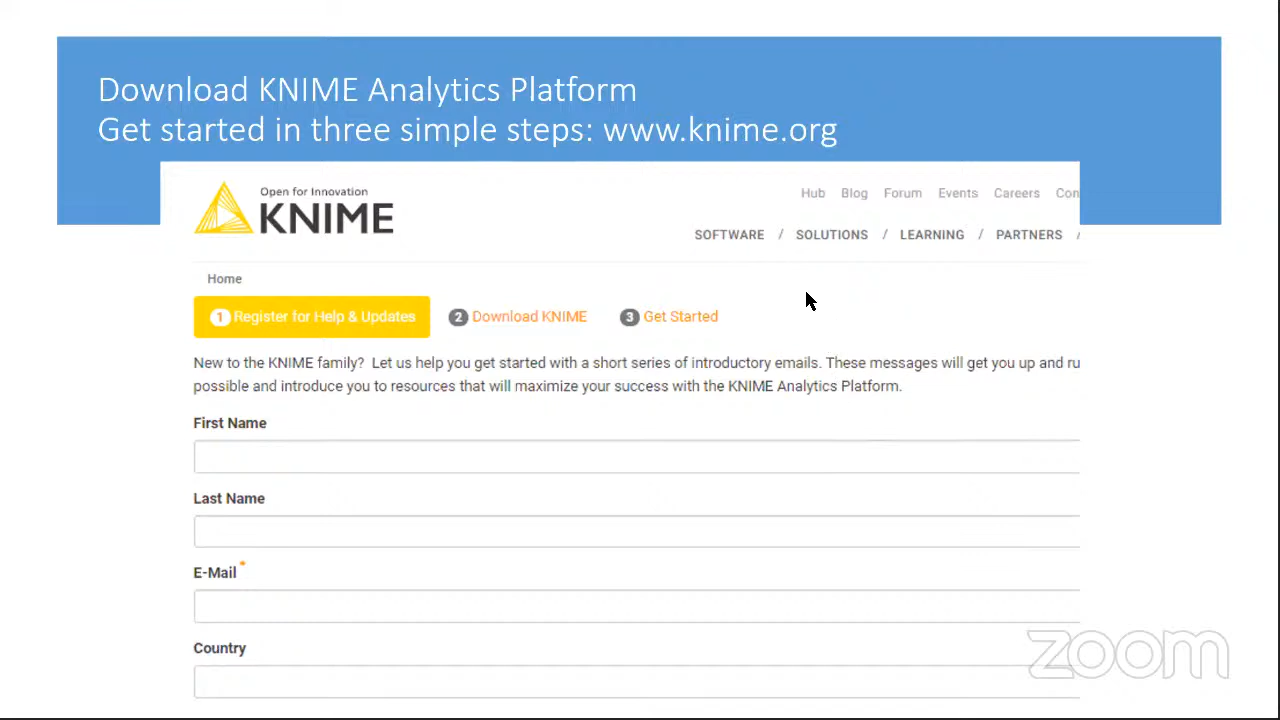 Download KNIME Analytics Platform
Get started in three simple steps: www.knime.org
Open for Innovation
KNIME
Hub Blog Forum Events Careers Con
SOFTWARE / SOLUTIONS / LEARNING / PARTNERS /
Home
1 Register for Help & Updates 2 Download KNIME 3 Get Started
New to the KNIME family? Let us help you get started with a short series of introductory emails. These messages will get you up and ru
possible and introduce you to resources that will maximize your success with the KNIME Analytics Platform.
First Name
Last Name
E-Mail *
Country
zoom